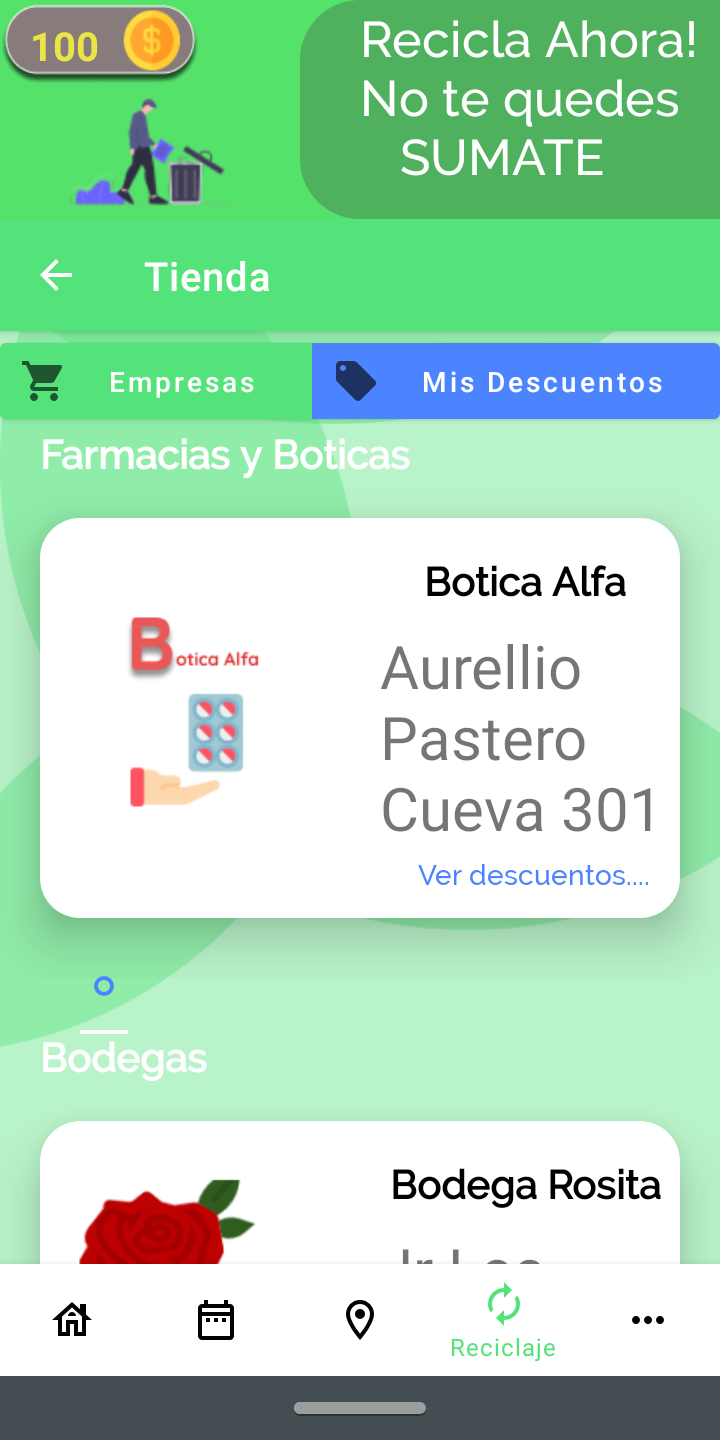 100
Recicla Ahora!
No te quedes
SUMATE
Tienda
Empresas
Mis Descuentos
Farmacias y Boticas
Botica Alfa
Botica Alfa
Aurellio
Pastero
Cueva 301
Ver descuentos....
Bodegas
Bodega Rosita
Reciclaje